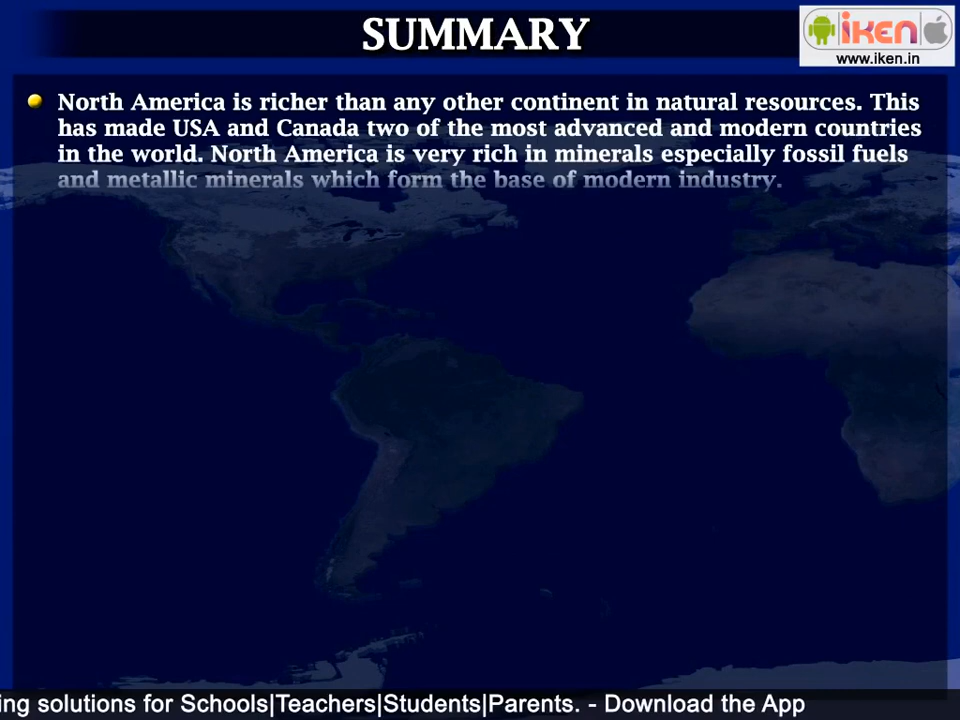 SUMMARY
iken
www.iken.in
North America is richer than any other continent in natural resources. This
has made USA and Canada two of the most advanced and modern countries
in the world. North America is very rich in minerals especially fossil fuels
and metallic minerals which form the base of modern industry.
ing solutions for Schools|Teachers|Students|Parents. - Download the App